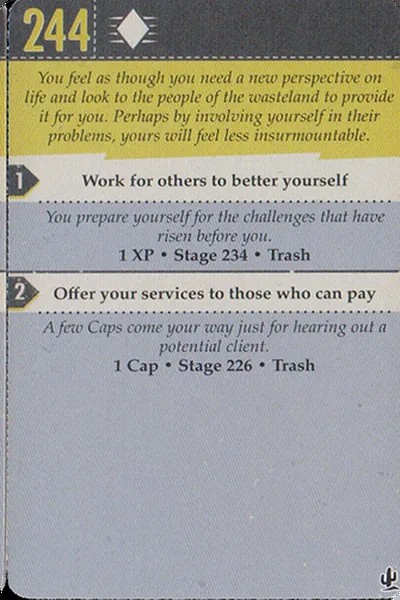 244
You feel as though you need a new perspective on
life and look to the people of the wasteland to provide
it for you. Perhaps by involving yourself in their
problems, yours will feel less insurmountable.
1 Work for others to better yourself
You prepare yourself for the challenges that have
risen before you.
1 XP • Stage 234 • Trash
2 Offer your services to those who can pay
A few Caps come your way just for hearing out a
potential client.
1 Cap • Stage 226 • Trash